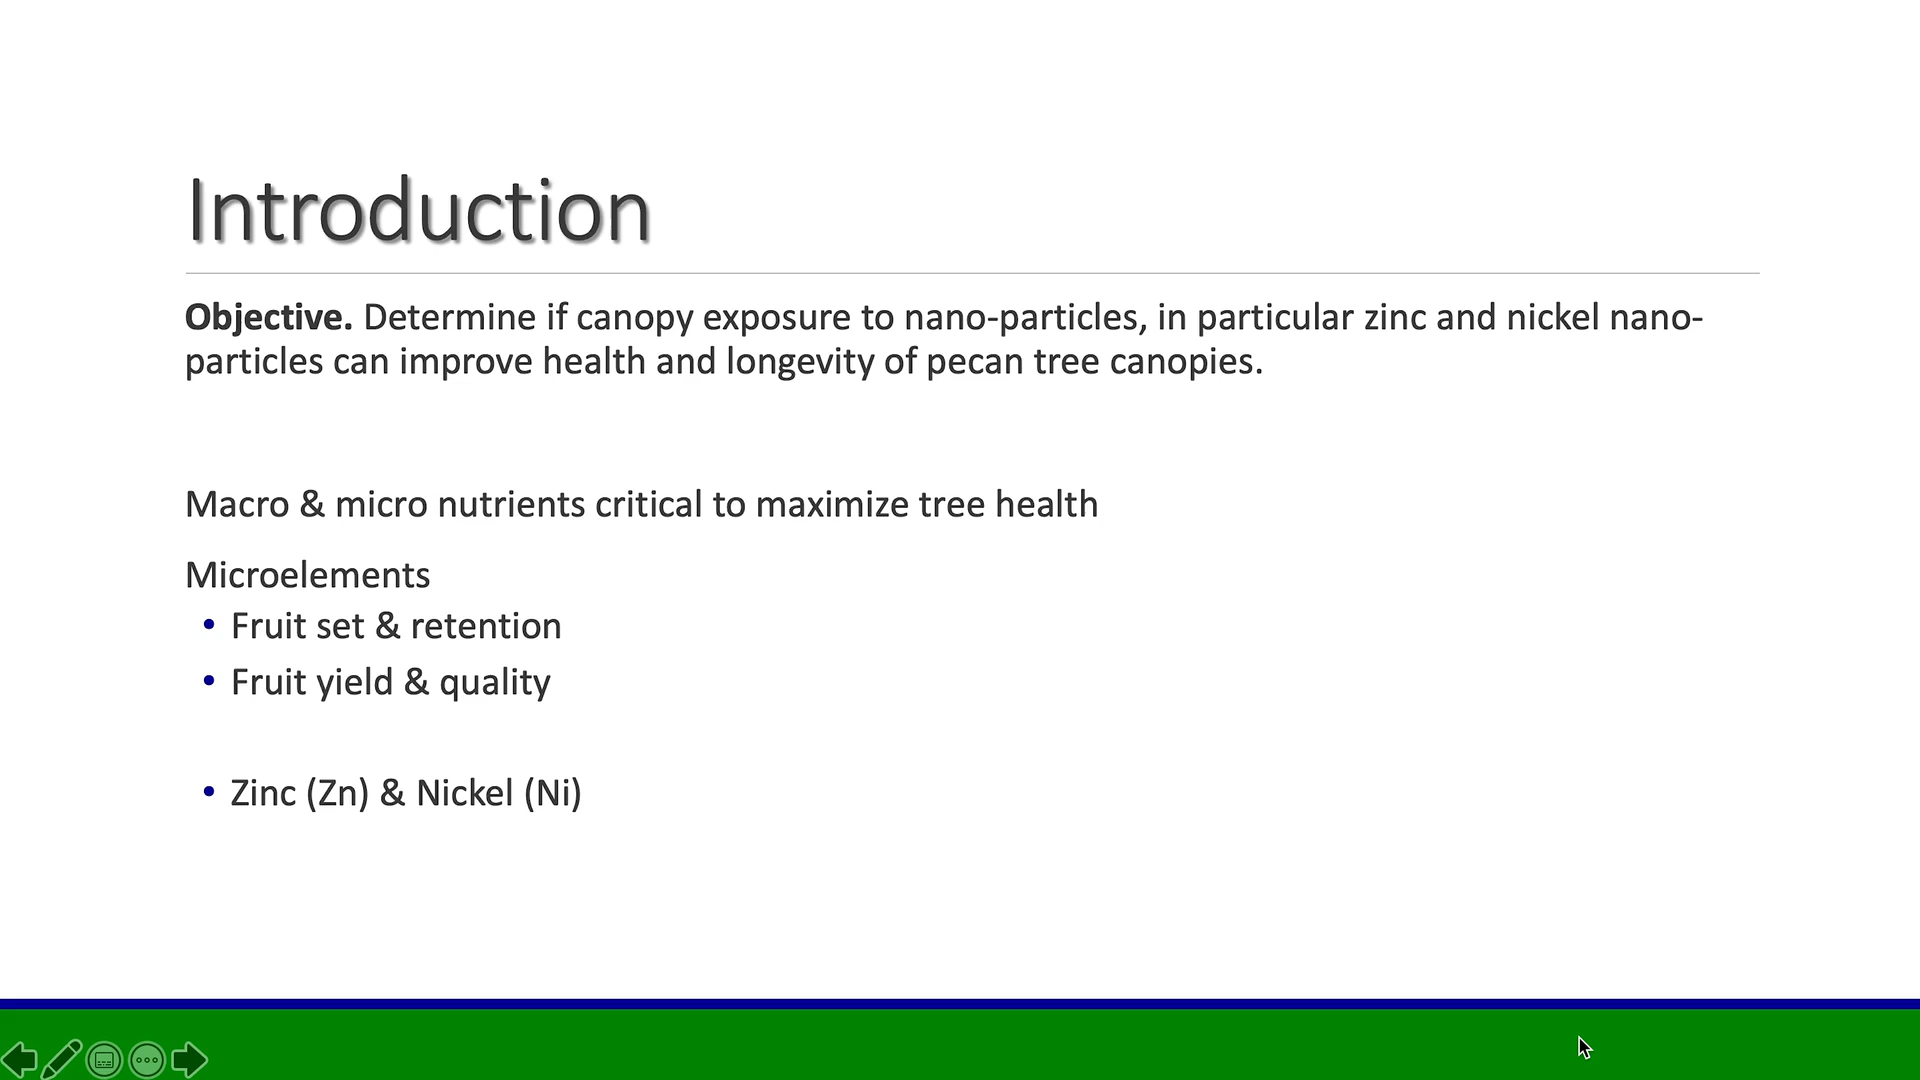 Introduction
Objective. Determine if canopy exposure to nano-particles, in particular zinc and nickel nano-
particles can improve health and longevity of pecan tree canopies.
Macro & micro nutrients critical to maximize tree health
Microelements
• Fruit set & retention
• Fruit yield & quality
• Zinc (Zn) & Nickel (Ni)